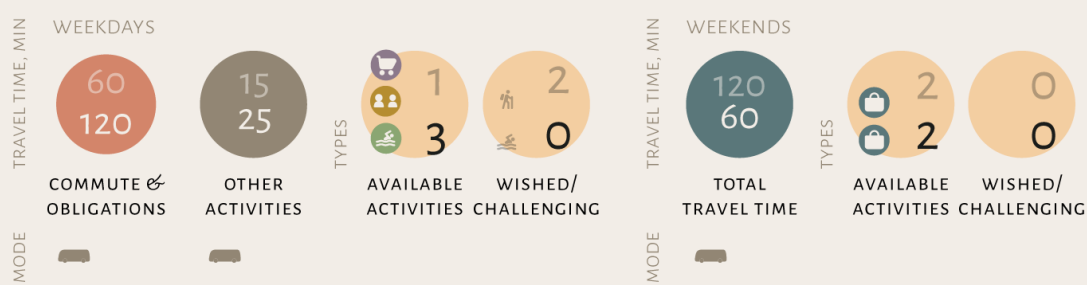 WEEKDAYS
TRAVEL TIME, MIN
60
120
COMMUTE &
OBLIGATIONS
15
25
OTHER
ACTIVITIES
TYPES
1
3
AVAILABLE
ACTIVITIES
2
0
WISHED/
CHALLENGING
MODE
WEEKENDS
TRAVEL TIME, MIN
120
60
TOTAL
TRAVEL TIME
TYPES
2
2
AVAILABLE
ACTIVITIES
0
0
WISHED/
CHALLENGING
MODE